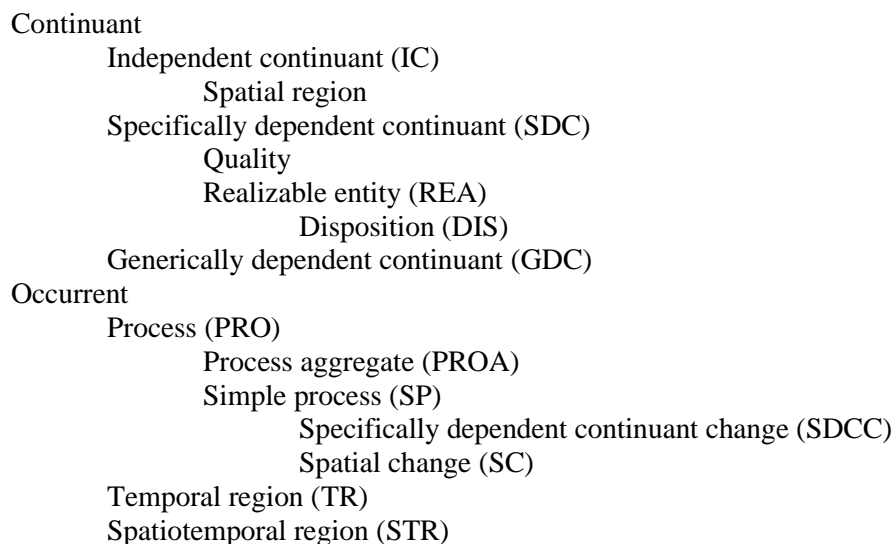 Continuant
Independent continuant (IC)
Spatial region
Specifically dependent continuant (SDC)
Quality
Realizable entity (REA)
Disposition (DIS)
Generically dependent continuant (GDC)
Occurrent
Process (PRO)
Process aggregate (PROA)
Simple process (SP)
Specifically dependent continuant change (SDCC)
Spatial change (SC)
Temporal region (TR)
Spatiotemporal region (STR)